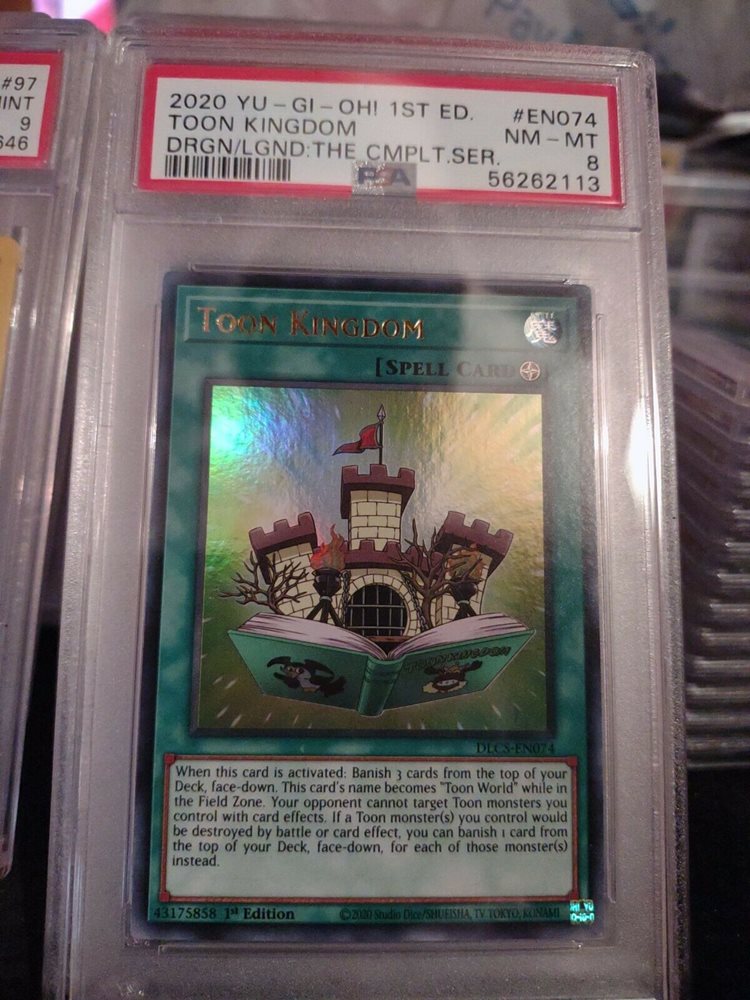 #97
MINT
9
646
2020 YU-GI-OH! 1ST ED. #EN074
TOON KINGDOM NM-MT
DRGN/LGND:THE CMPLT.SER. 8
PSA 56262113
TOON KINGDOM
[SPELL CARD
TOON KINGDOM
DLCS-EN074
When this card is activated: Banish 3 cards from the top of your
Deck, face-down. This card's name becomes "Toon World" while in
the Field Zone. Your opponent cannot target Toon monsters you
control with card effects. If a Toon monster(s) you control would
be destroyed by battle or card effect, you can banish 1 card from
the top of your Deck, face-down, for each of those monster(s)
instead.
43175858 1st Edition ©2020 Studio Dice/SHUEISHA, TV TOKYO, KONAMI